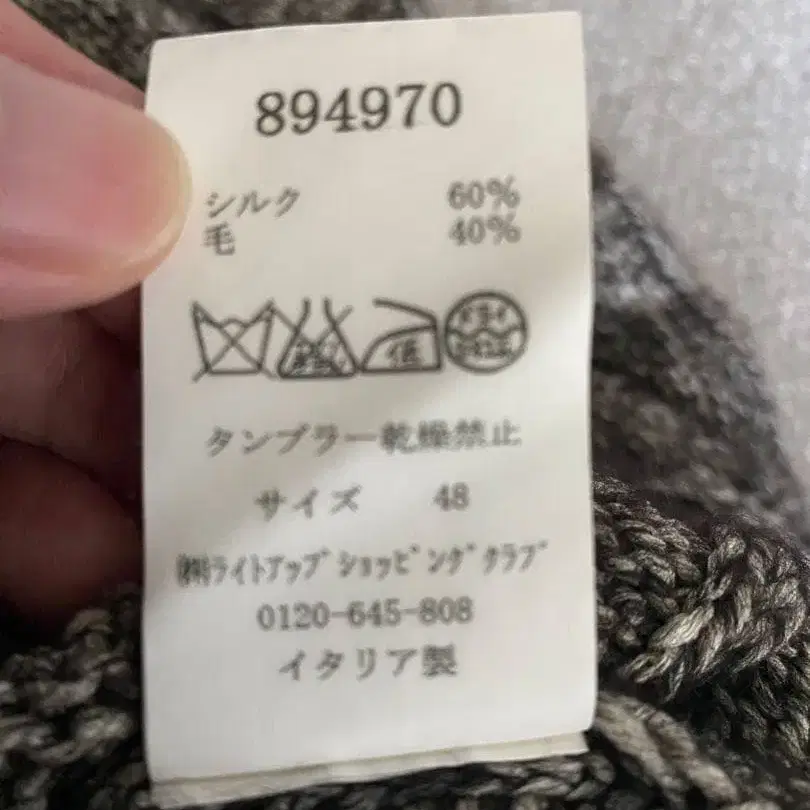 894970
シルク 60%
毛 40%
低
タンブラー乾燥禁止
サイズ 48
㈱ライトアップショッピングクラブ
0120-645-808
イタリア製